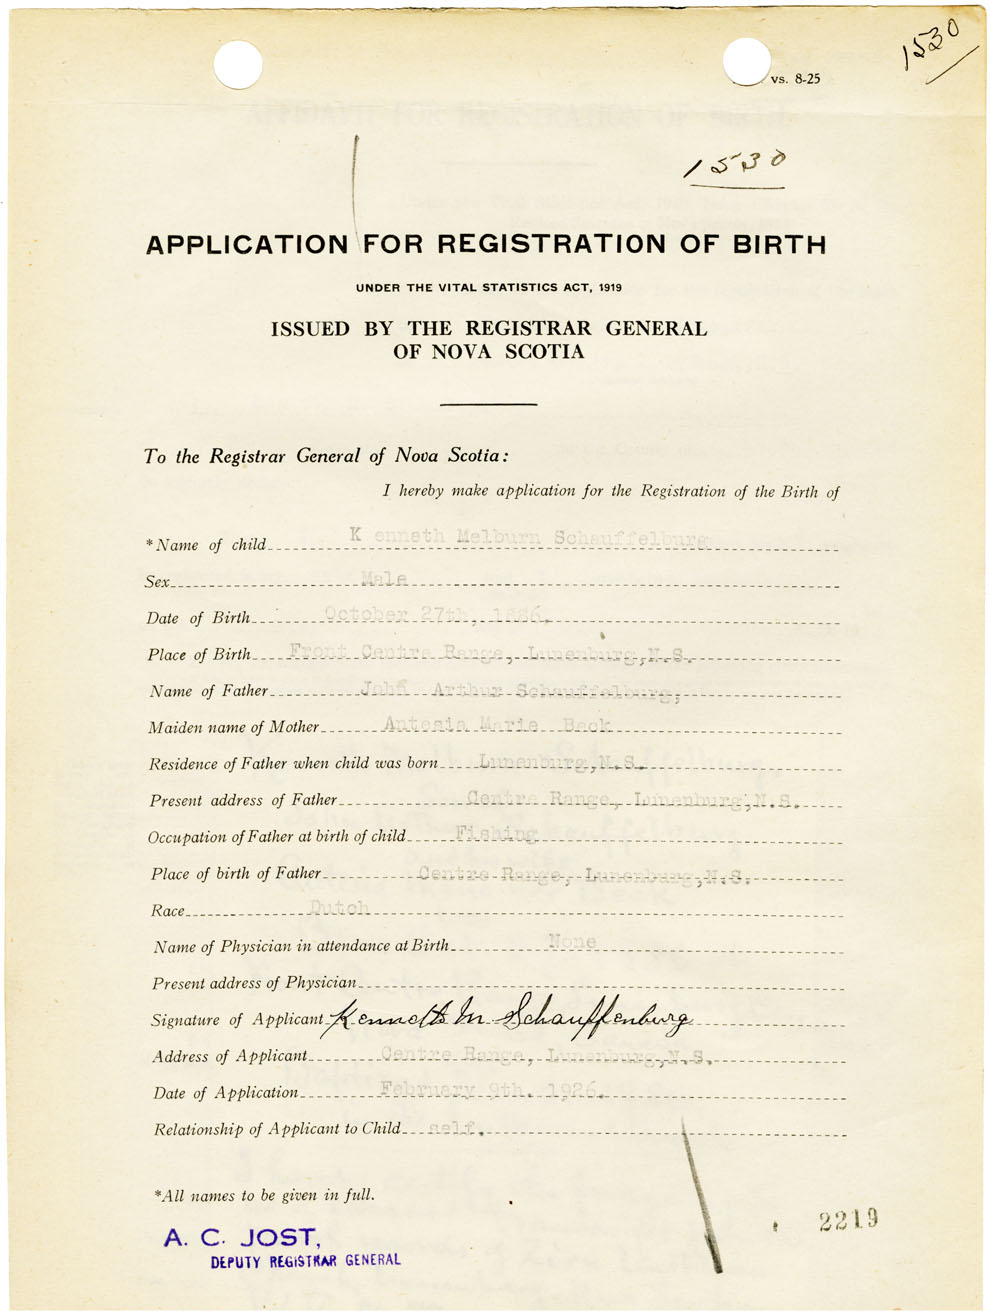 1530
vs. 8-25
1530
APPLICATION FOR REGISTRATION OF BIRTH
UNDER THE VITAL STATISTICS ACT, 1919
ISSUED BY THE REGISTRAR GENERAL
OF NOVA SCOTIA
To the Registrar General of Nova Scotia:
I hereby make application for the Registration of the Birth of
*Name of child K enneth Melburn Schauffelburg
Sex Male
Date of Birth October 27th, 1886.
Place of Birth Front Centre Range, Lunenburg,N.S.
Name of Father John Arthur Schauffelburg,
Maiden name of Mother Antesia Marie Beck
Residence of Father when child was born Lunenburg,N.S.
Present address of Father Centre Range, Lunenburg,N.S.
Occupation of Father at birth of child Fishing
Place of birth of Father Centre Range, Lunenburg,N.S.
Race Dutch
Name of Physician in attendance at Birth None
Present address of Physician
Signature of Applicant Kenneth M Schauffenburg
Address of Applicant Centre Range, Lunenburg,N.S.
Date of Application February 9th. 1926.
Relationship of Applicant to Child self.
*All names to be given in full.
A. C. JOST,
DEPUTY REGISTRAR GENERAL
2219